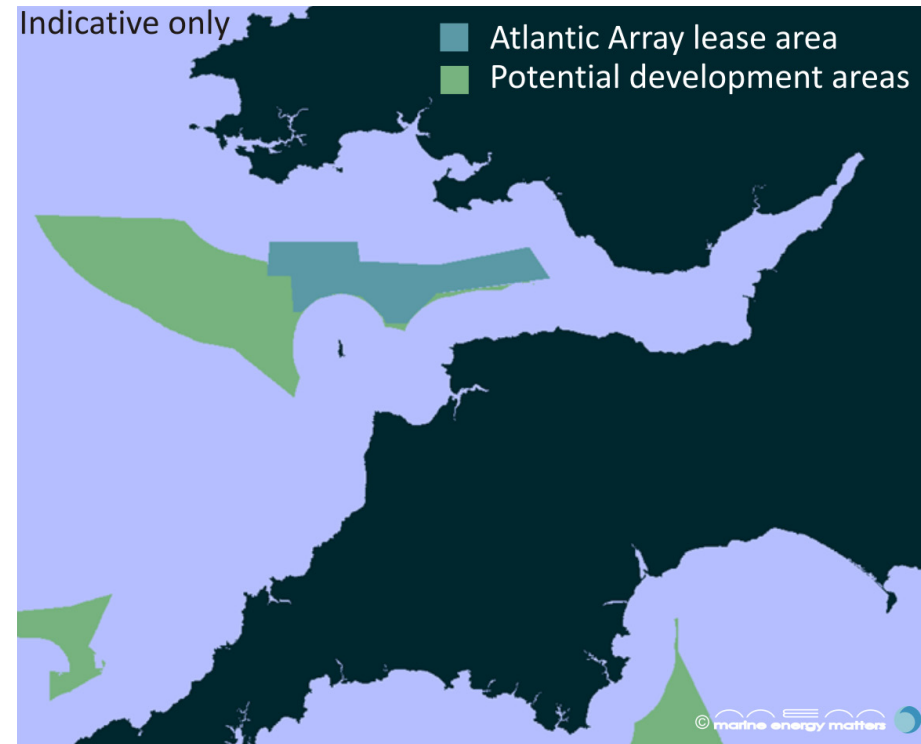 Indicative only
Atlantic Array lease area
Potential development areas
© marine energy matters